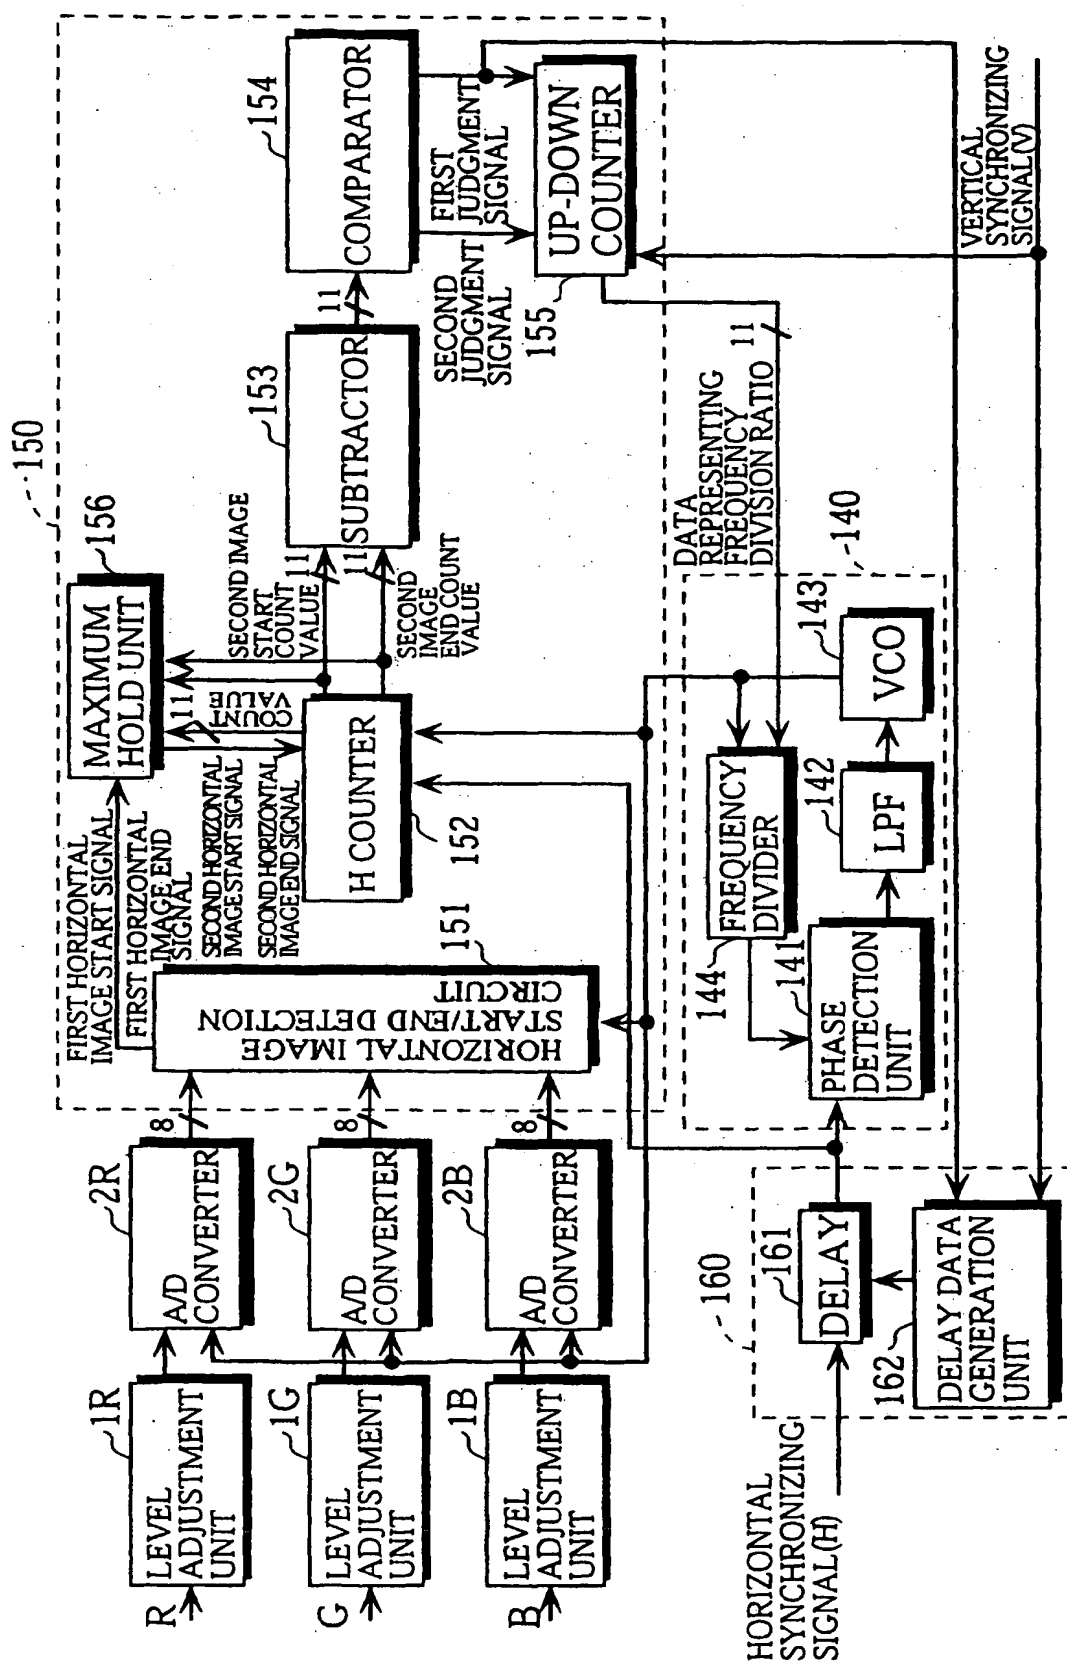 150
156
MAXIMUM
HOLD UNIT
153
SUBTRACTOR
154
COMPARATOR
11
11
11
11
FIRST HORIZONTAL
IMAGE START SIGNAL
FIRST HORIZONTAL
IMAGE END
SIGNAL
SECOND HORIZONTAL
IMAGE START SIGNAL
SECOND HORIZONTAL
IMAGE END SIGNAL
COUNT
VALUE
SECOND IMAGE
START
COUNT
VALUE
SECOND
IMAGE
END COUNT
VALUE
H COUNTER
152
151
HORIZONTAL IMAGE
START/END DETECTION
CIRCUIT
FIRST
JUDGMENT
SIGNAL
SECOND
JUDGMENT
SIGNAL
UP-DOWN
COUNTER
155
R
LEVEL
ADJUSTMENT
UNIT
1R
A/D
CONVERTER
2R
8
G
LEVEL
ADJUSTMENT
UNIT
1G
A/D
CONVERTER
2G
8
B
LEVEL
ADJUSTMENT
UNIT
1B
A/D
CONVERTER
2B
8
DATA
REPRESENTING
FREQUENCY
DIVISION RATIO
11
140
FREQUENCY
DIVIDER
144
141
PHASE
DETECTION
UNIT
142
LPF
143
VCO
VERTICAL
SYNCHRONIZING
SIGNAL(V)
160
161
DELAY
162
DELAY DATA
GENERATION
UNIT
HORIZONTAL
SYNCHRONIZING
SIGNAL(H)